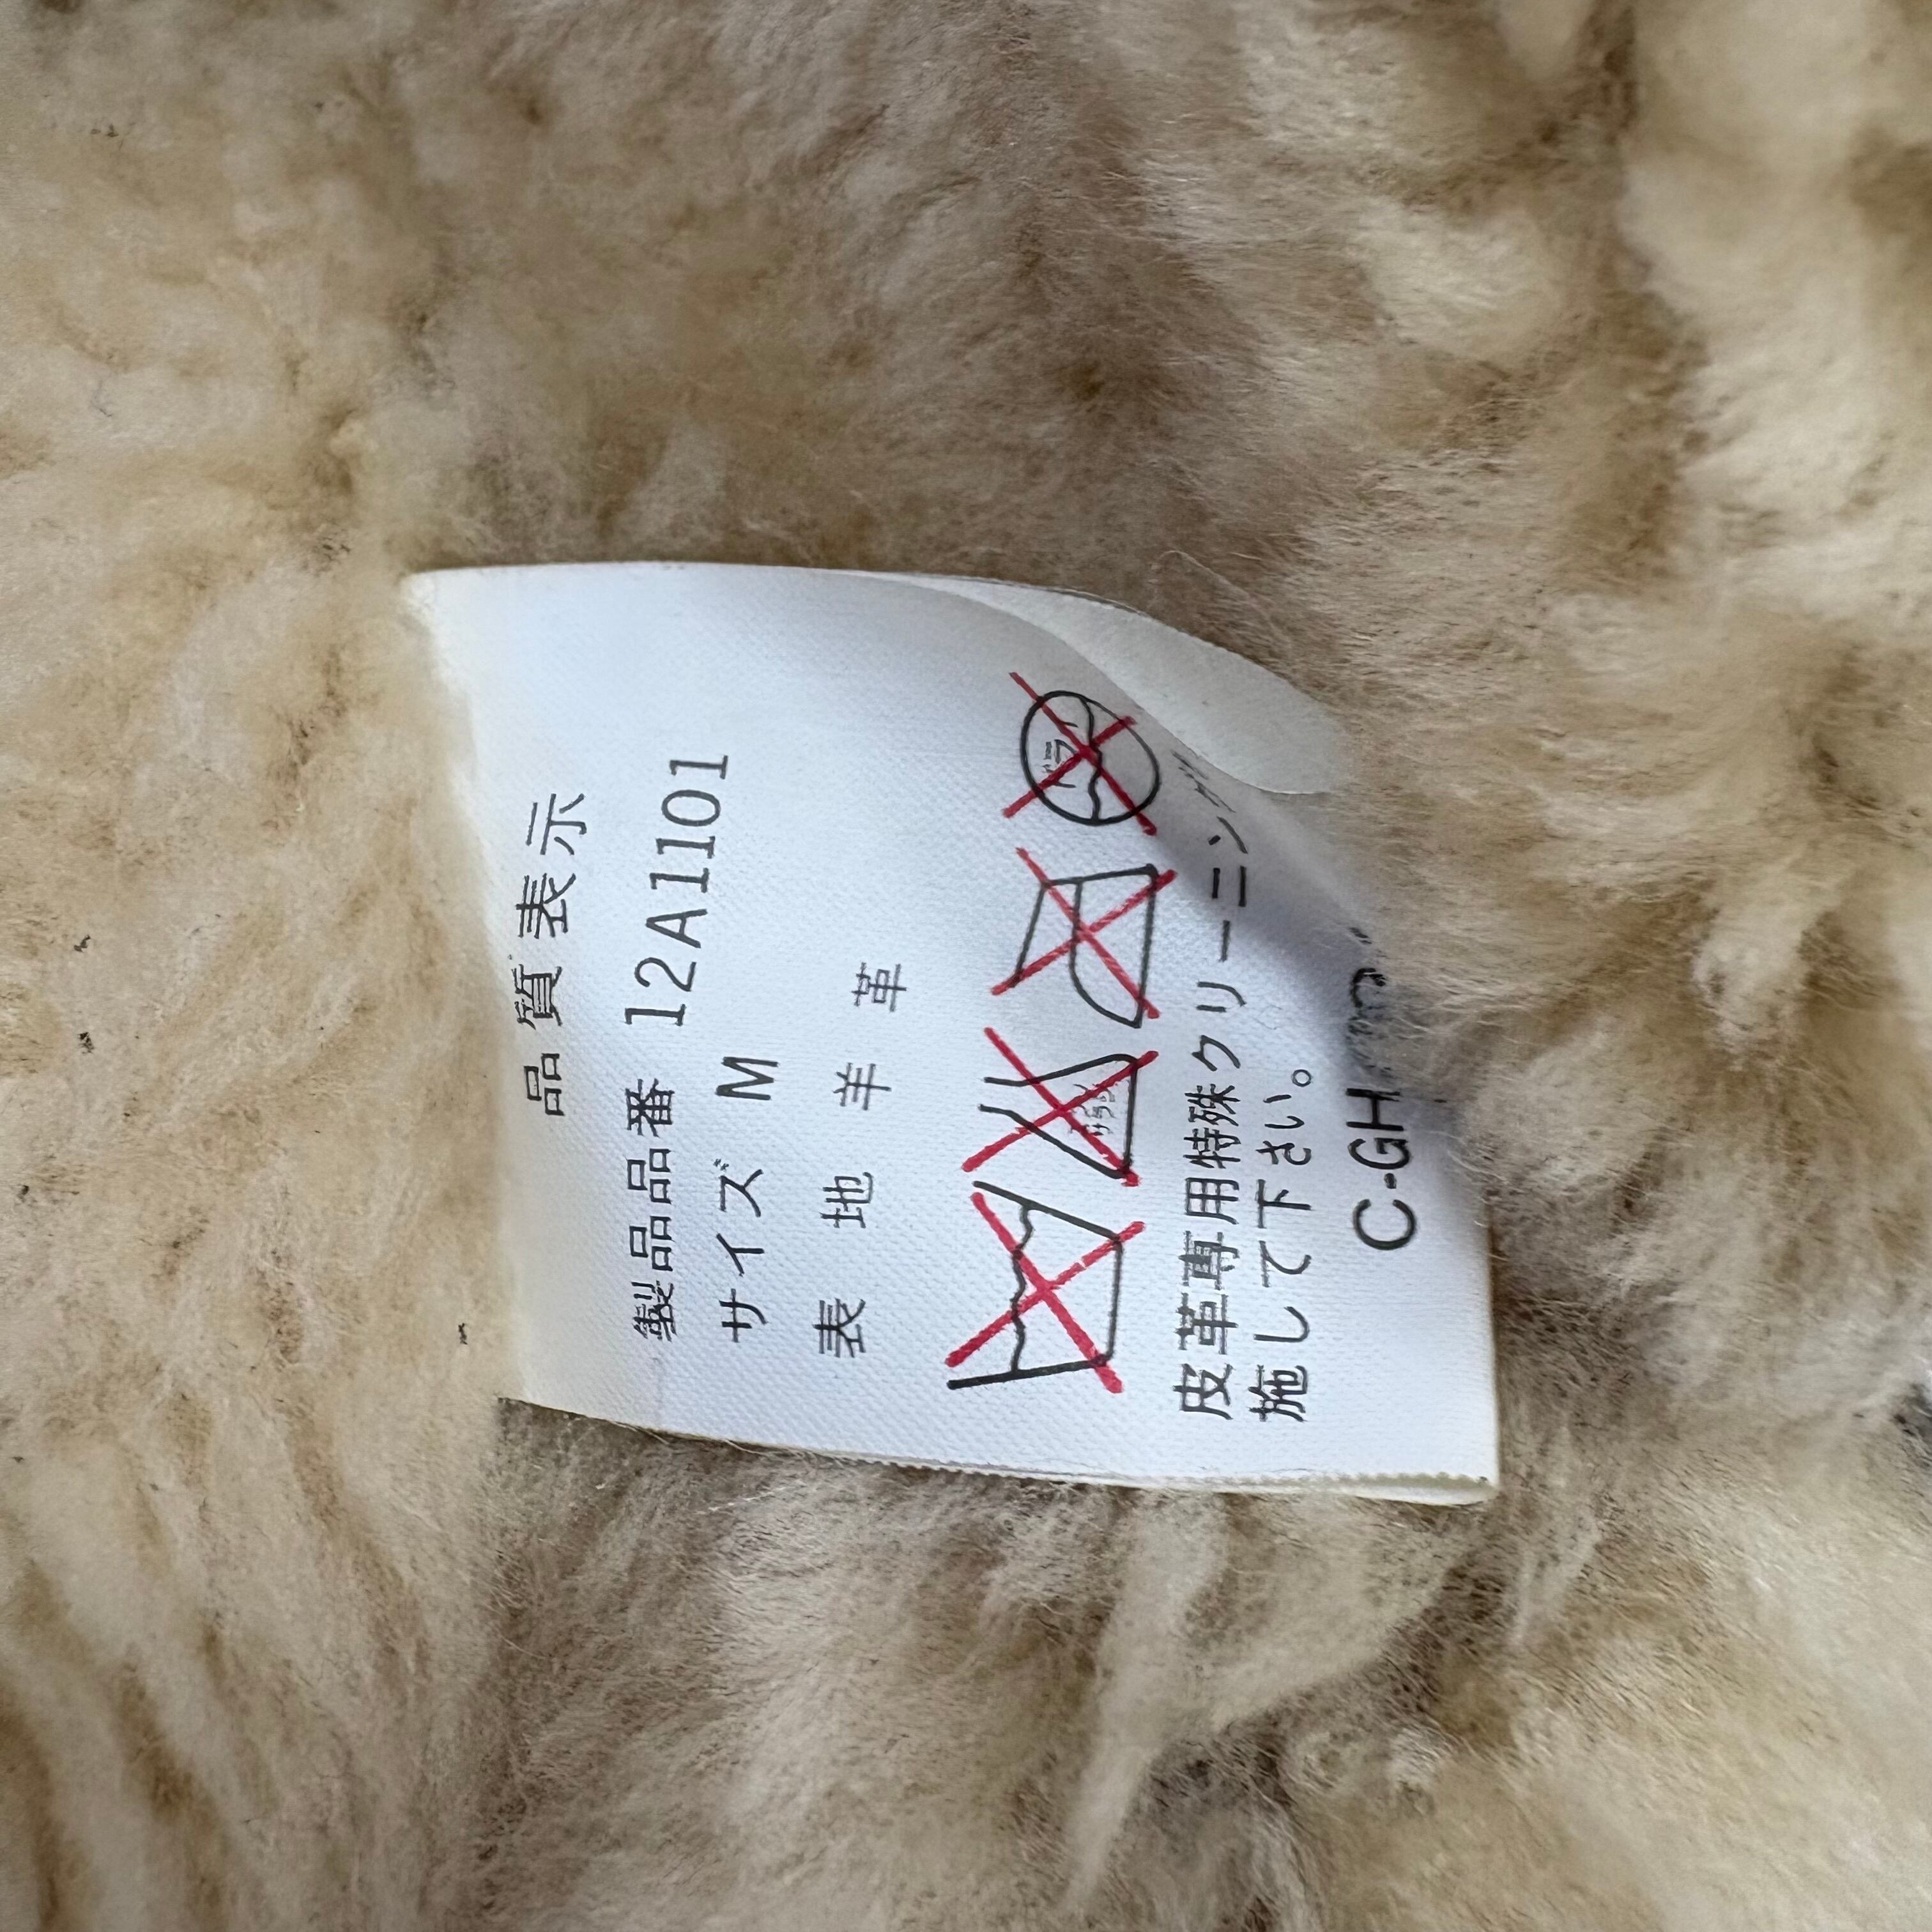 品質表示
製品品番 12A1101
サイズ M
表地 羊革
皮革専用特殊クリーニング
施して下さい。
C-GH